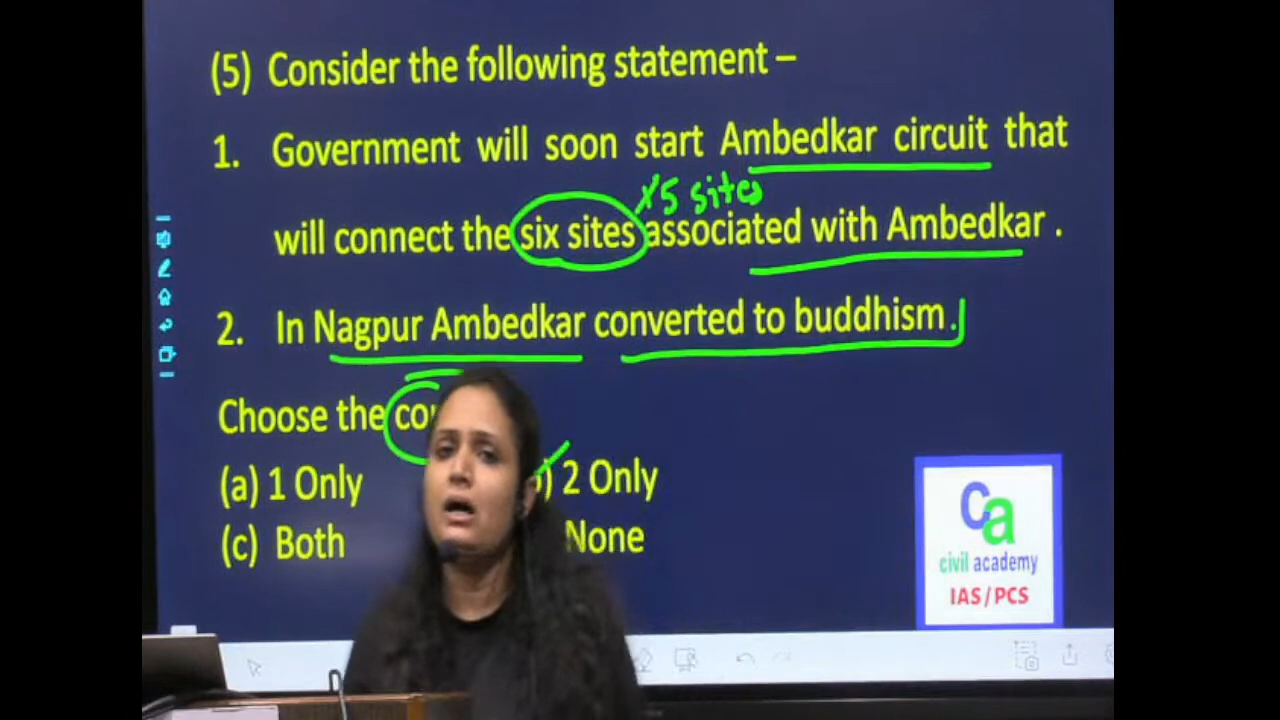 (5) Consider the following statement –
1. Government will soon start Ambedkar circuit that
×5 sites
will connect the six sites associated with Ambedkar .
2. In Nagpur Ambedkar converted to buddhism.
Choose the
(a) 1 Only 2 Only
(c) Both None
ca
civil academy
IAS/PCS